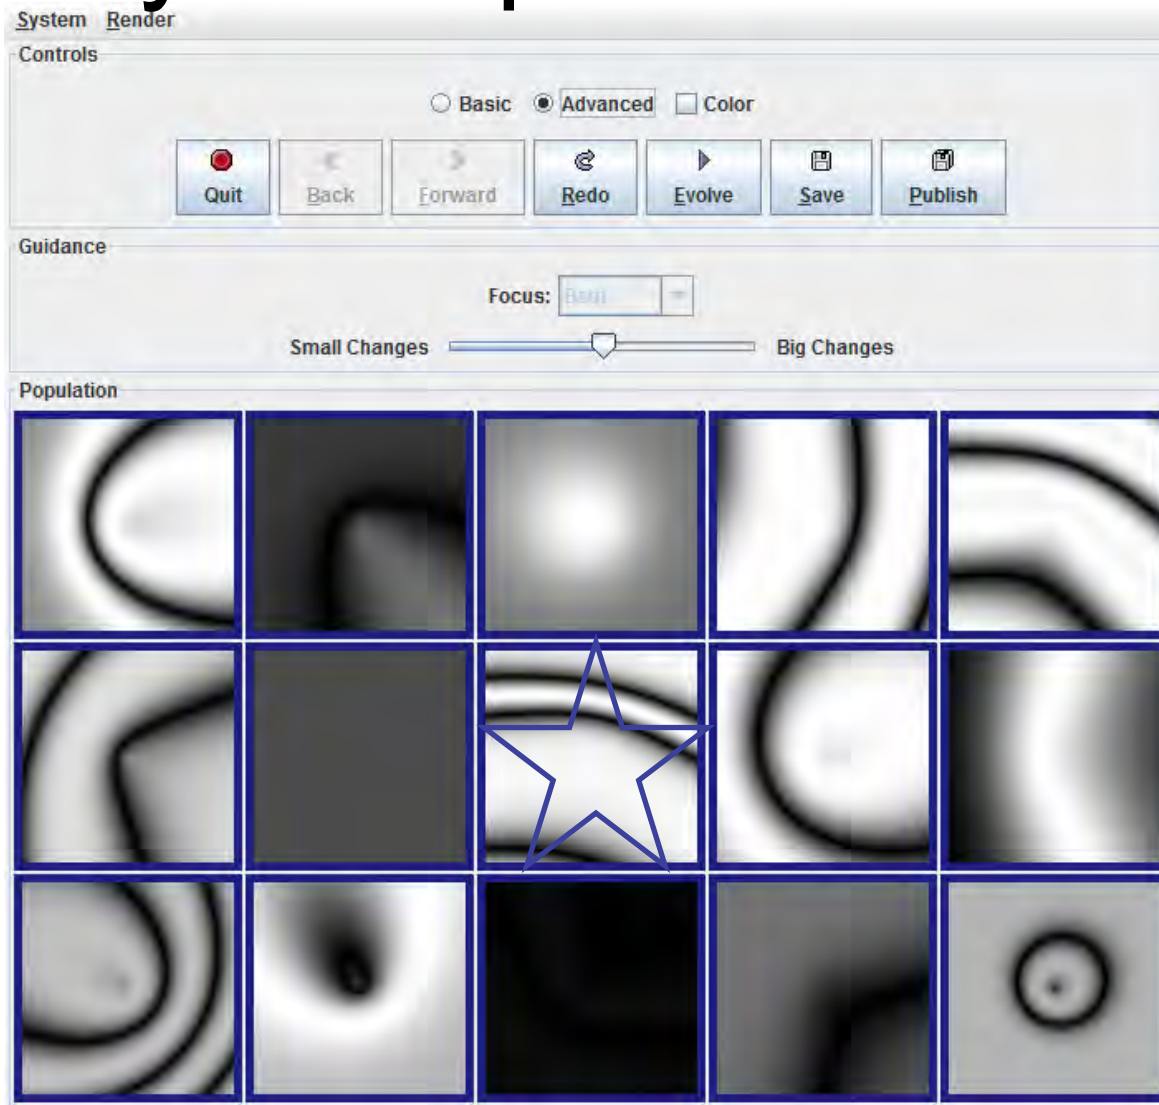 System Render
Controls
Basic Advanced Color
Quit Back Forward Redo Evolve Save Publish
Guidance
Focus:
Small Changes Big Changes
Population